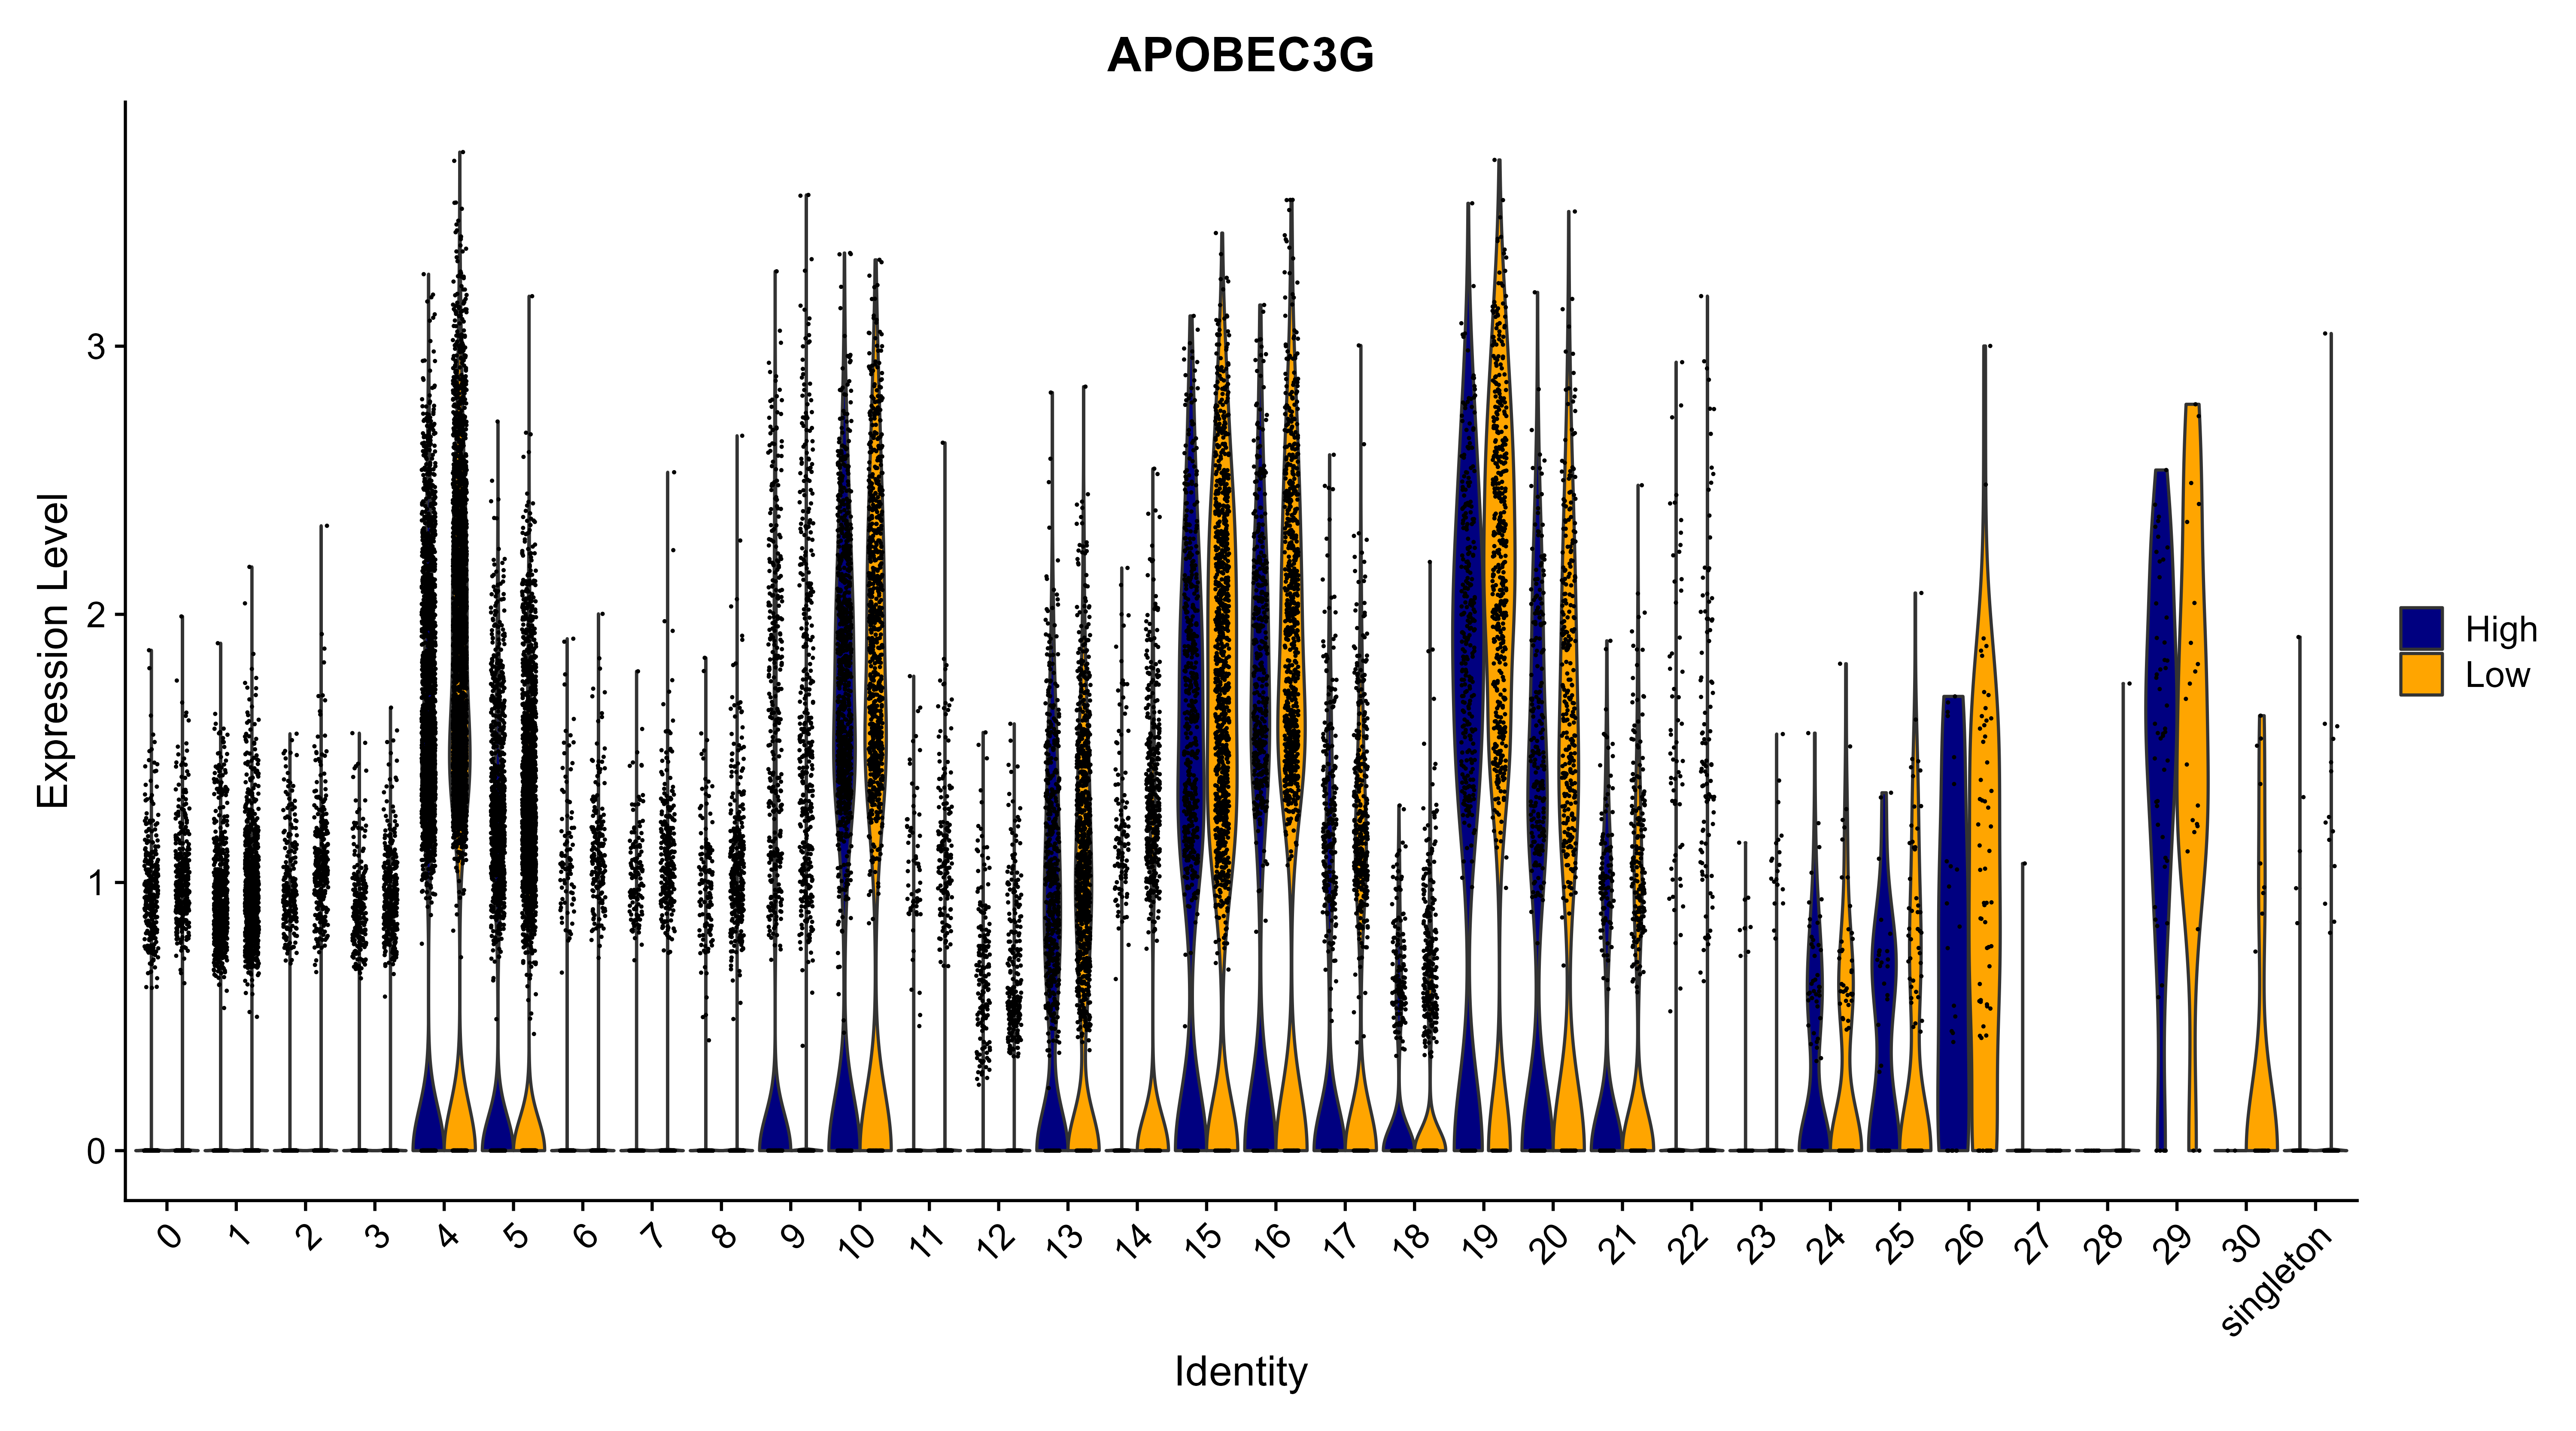 APOBEC3G
Expression Level
3
2
1
0
High
Low
0 1 2 3 4 5 6 7 8 9 10 11 12 13 14 15 16 17 18 19 20 21 22 23 24 25 26 27 28 29 30 singleton
Identity